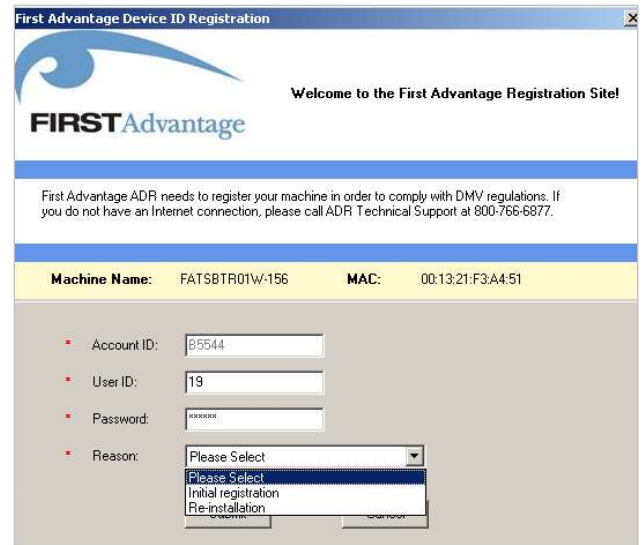 First Advantage Device ID Registration
Welcome to the First Advantage Registration Site!
FIRSTAdvantage
First Advantage ADR needs to register your machine in order to comply with DMV regulations. If
you do not have an Internet connection, please call ADR Technical Support at 800-766-6877.
Machine Name: FATSBTR01W-156 MAC: 00:13:21:F3:A4:51
* Account ID: B5544
* User ID: 19
* Password: xxxxxx
* Reason: Please Select
Please Select
Initial registration
Re-installation